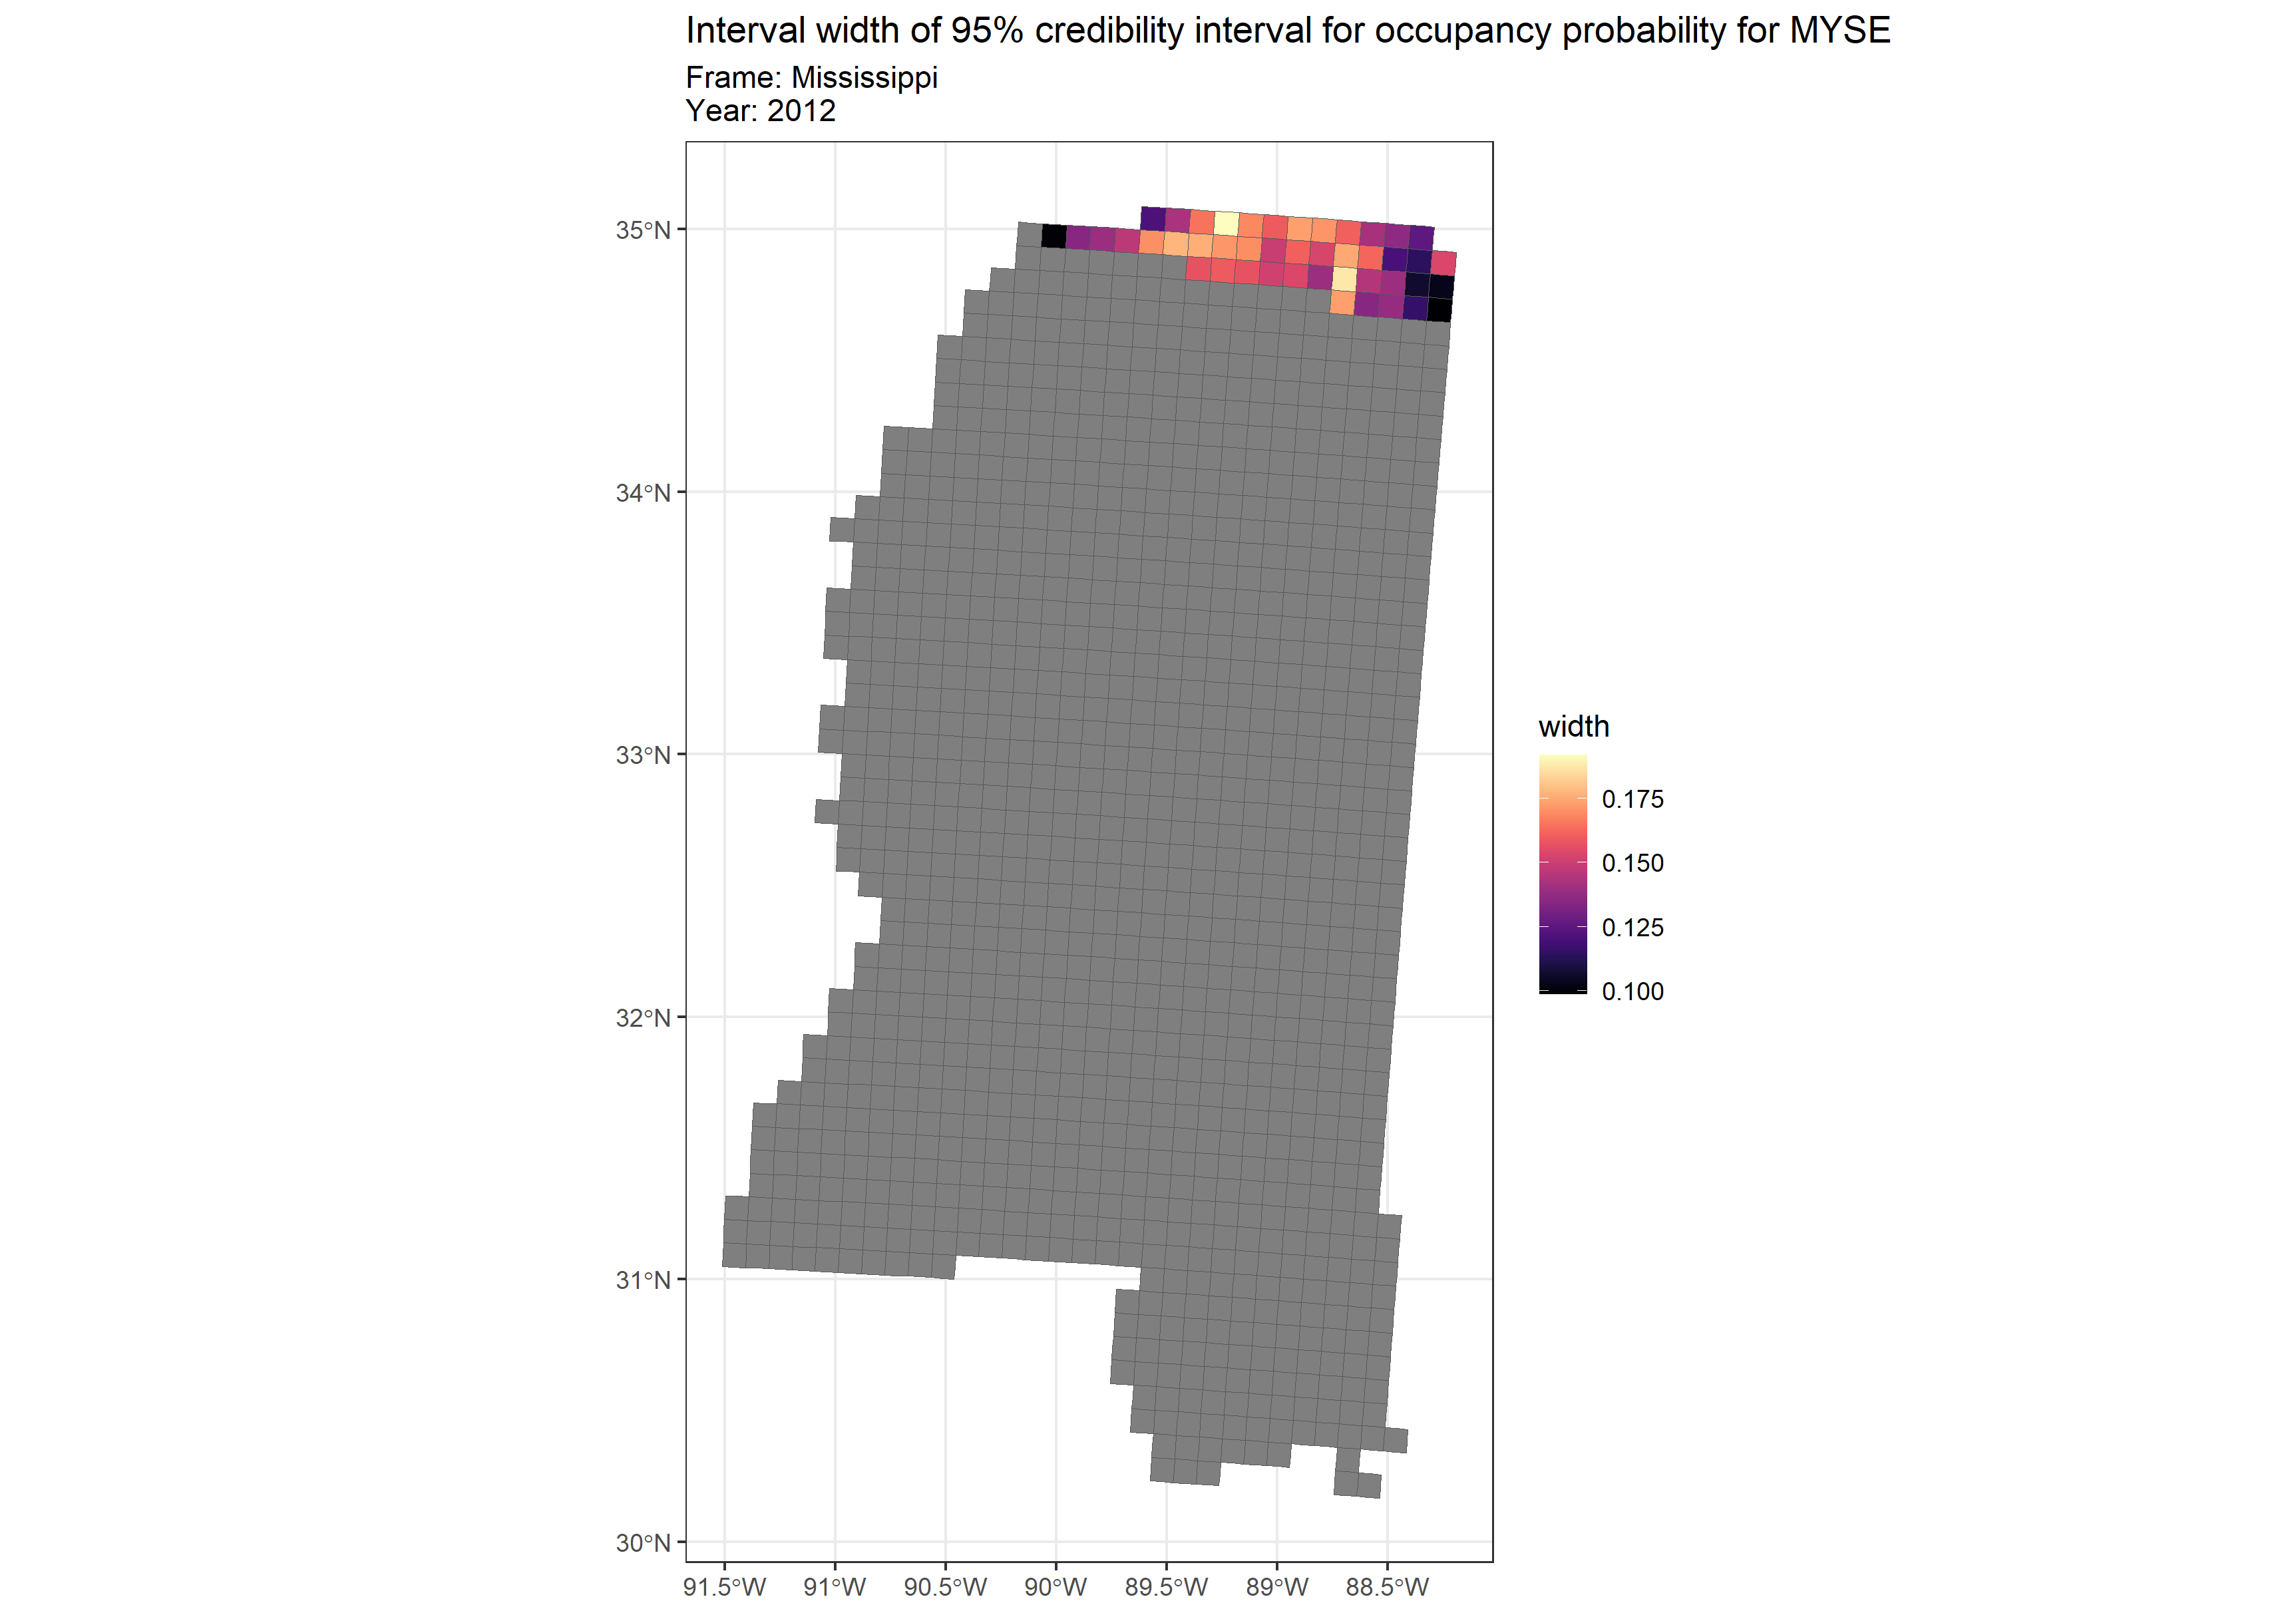 Interval width of 95% credibility interval for occupancy probability for MYSE
Frame: Mississippi
Year: 2012
35°N
34°N
33°N
32°N
31°N
30°N
91.5°W
91°W
90.5°W
90°W
89.5°W
89°W
88.5°W
width
0.175
0.150
0.125
0.100